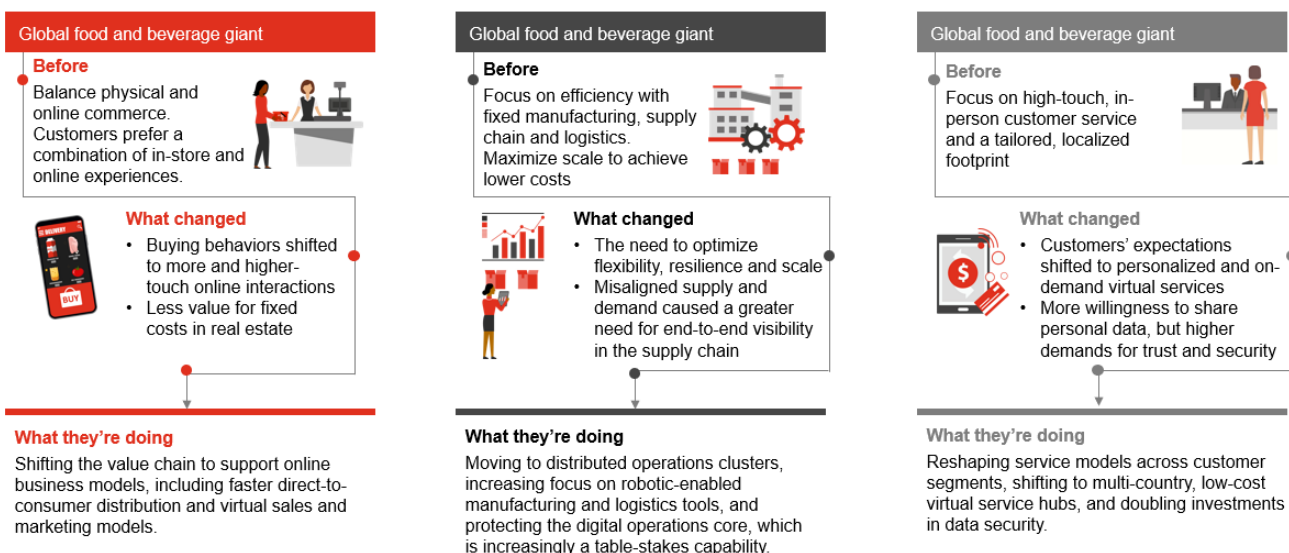 Global food and beverage giant
Before
Balance physical and
online commerce.
Customers prefer a
combination of in-store and
online experiences.
What changed
• Buying behaviors shifted
to more and higher-
touch online interactions
• Less value for fixed
costs in real estate
DELIVERY
BUY
What they’re doing
Shifting the value chain to support online
business models, including faster direct-to-
consumer distribution and virtual sales and
marketing models.
Global food and beverage giant
Before
Focus on efficiency with
fixed manufacturing, supply
chain and logistics.
Maximize scale to achieve
lower costs
What changed
• The need to optimize
flexibility, resilience and scale
• Misaligned supply and
demand caused a greater
need for end-to-end visibility
in the supply chain
What they’re doing
Moving to distributed operations clusters,
increasing focus on robotic-enabled
manufacturing and logistics tools, and
protecting the digital operations core, which
is increasingly a table-stakes capability.
Global food and beverage giant
Before
Focus on high-touch, in-
person customer service
and a tailored, localized
footprint
What changed
• Customers’ expectations
shifted to personalized and on-
demand virtual services
• More willingness to share
personal data, but higher
demands for trust and security
$
What they’re doing
Reshaping service models across customer
segments, shifting to multi-country, low-cost
virtual service hubs, and doubling investments
in data security.